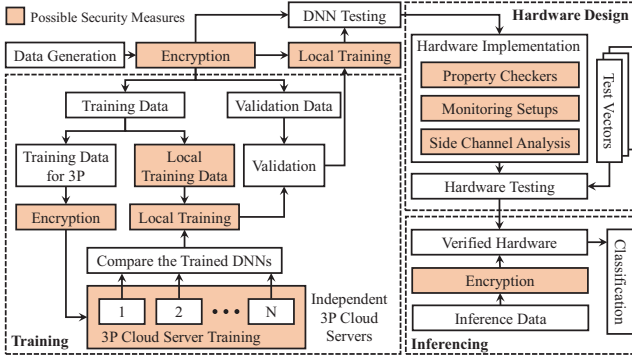 Possible Security Measures
DNN Testing
Hardware Design
Data Generation
Encryption
Local Training
Hardware Implementation
Property Checkers
Monitoring Setups
Side Channel Analysis
Test Vectors
Hardware Testing
Training Data
Validation Data
Training Data
for 3P
Local
Training Data
Validation
Encryption
Local Training
Compare the Trained DNNs
1
2
N
3P Cloud Server Training
Independent
3P Cloud
Servers
Training
Verified Hardware
Encryption
Inference Data
Classification
Inferencing